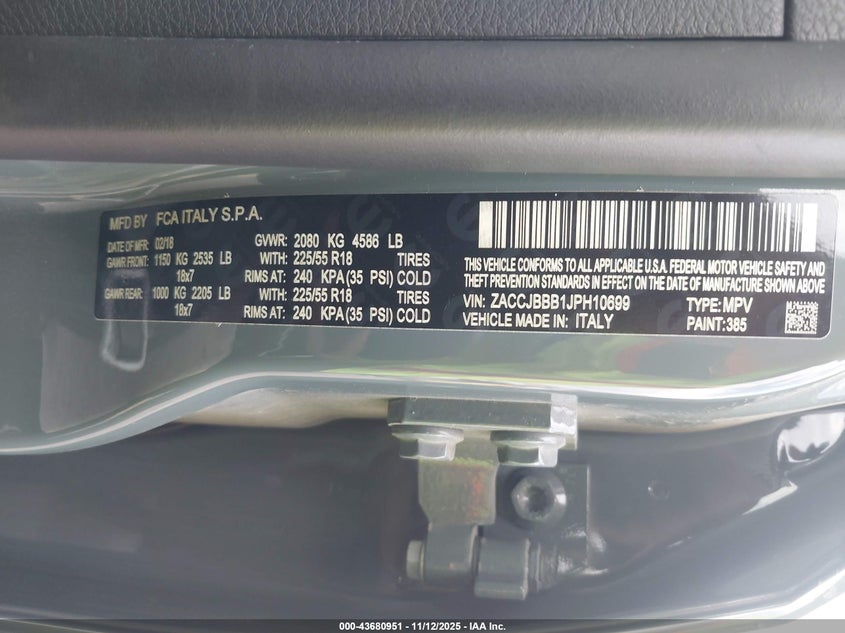 MFD BY FCA ITALY S.P.A.
DATE OF MFR: 02/18 GVWR: 2080 KG 4586 LB
GAWR FRONT: 1150 KG 2535 LB WITH: 225/55 R18 TIRES
18x7 RIMS AT: 240 KPA(35 PSI) COLD
GAWR REAR: 1000 KG 2205 LB WITH: 225/55 R18 TIRES
18x7 RIMS AT: 240 KPA(35 PSI) COLD
THIS VEHICLE CONFORMS TO ALL APPLICABLE U.S.A. FEDERAL MOTOR VEHICLE SAFETY AND
THEFT PREVENTION STANDARDS IN EFFECT ON THE DATE OF MANUFACTURE SHOWN ABOVE
VIN: ZACCJBBB1JPH10699 TYPE: MPV
VEHICLE MADE IN: ITALY PAINT: 385
000-43680951 - 11/12/2025 - IAA Inc.